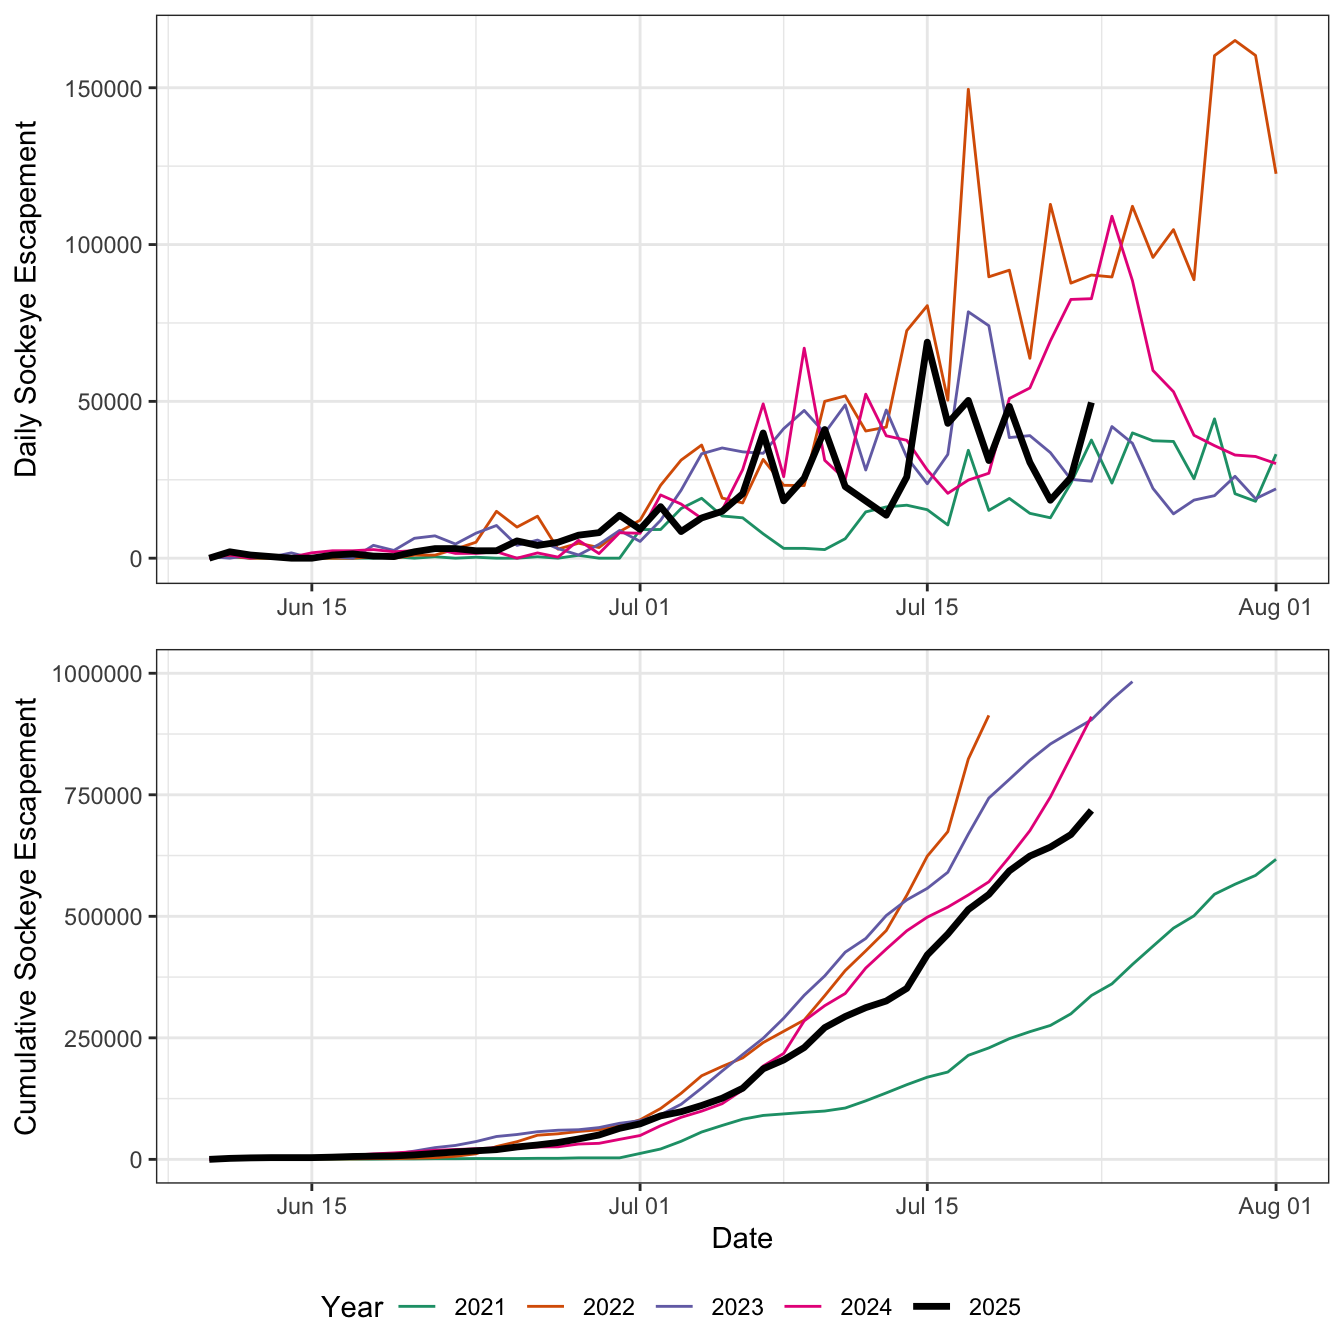 Daily Sockeye Escapement
150000
100000
50000
0
Jun 15 Jul 01 Jul 15 Aug 01
Cumulative Sockeye Escapement
1000000
750000
500000
250000
0
Jun 15 Jul 01 Jul 15 Aug 01
Date
Year 2021 2022 2023 2024 2025